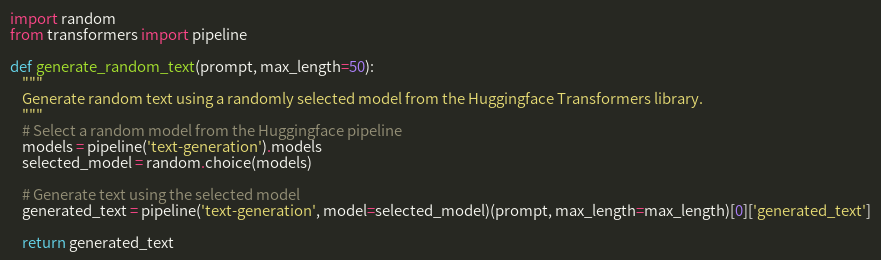 import random
from transformers import pipeline

def generate_random_text(prompt, max_length=50):
    """
    Generate random text using a randomly selected model from the Huggingface Transformers library.
    """
    # Select a random model from the Huggingface pipeline
    models = pipeline('text-generation').models
    selected_model = random.choice(models)

    # Generate text using the selected model
    generated_text = pipeline('text-generation', model=selected_model)(prompt, max_length=max_length)[0]['generated_text']

    return generated_text